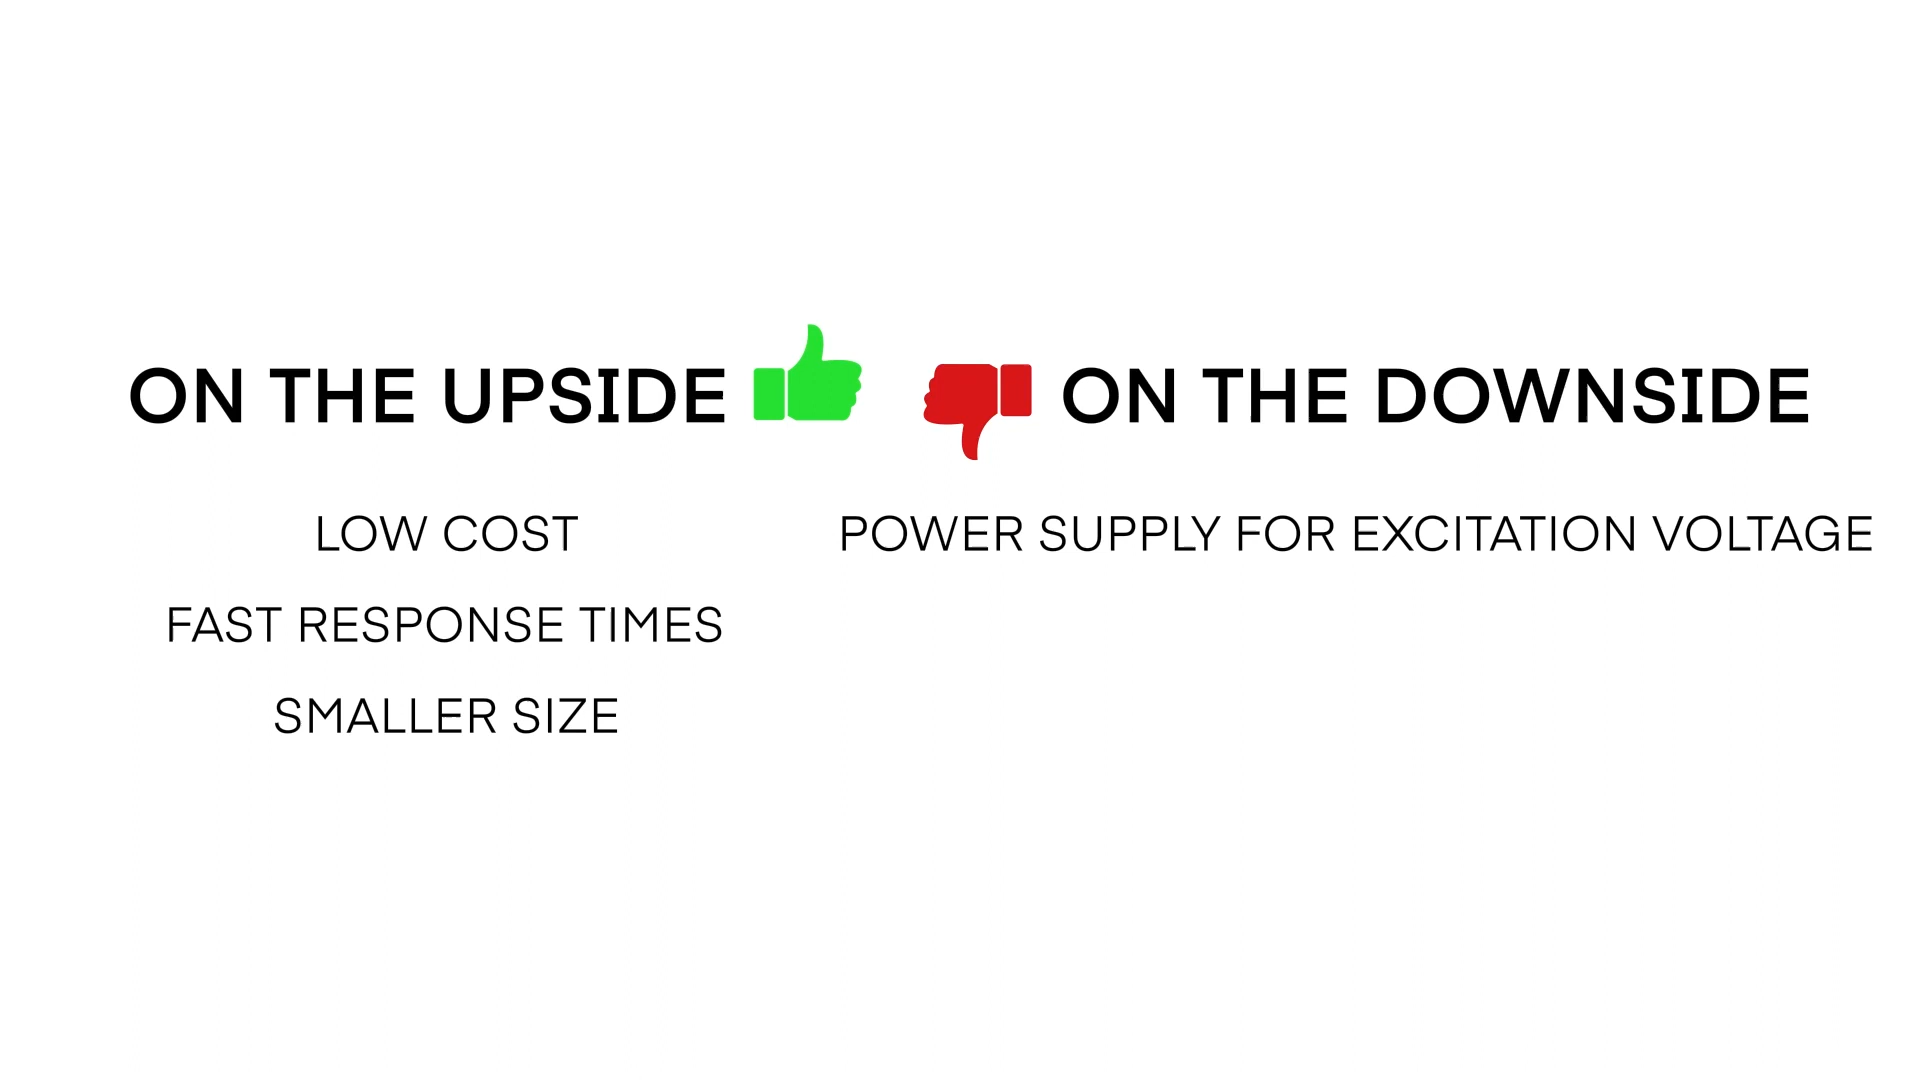 ON THE UPSIDE
LOW COST
FAST RESPONSE TIMES
SMALLER SIZE
ON THE DOWNSIDE
POWER SUPPLY FOR EXCITATION VOLTAGE